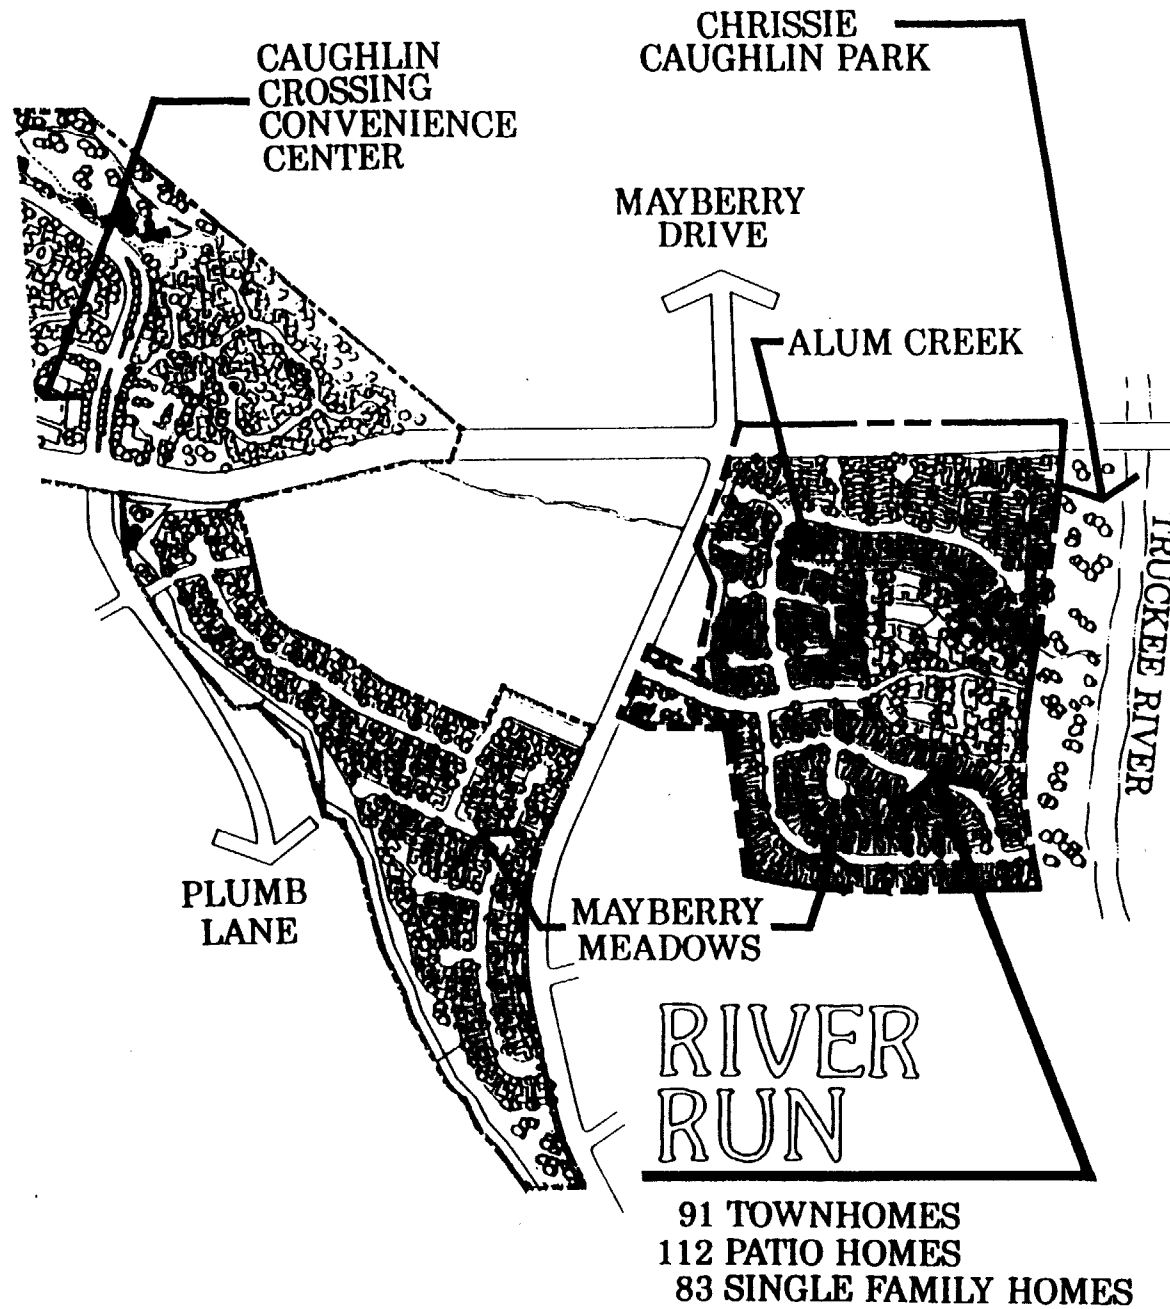 CHRISSIE
CAUGHLIN PARK
CAUGHLIN
CROSSING
CONVENIENCE
CENTER
MAYBERRY
DRIVE
ALUM CREEK
TRUCKEE RIVER
PLUMB
LANE
MAYBERRY
MEADOWS
RIVER
RUN
91 TOWNHOMES
112 PATIO HOMES
83 SINGLE FAMILY HOMES